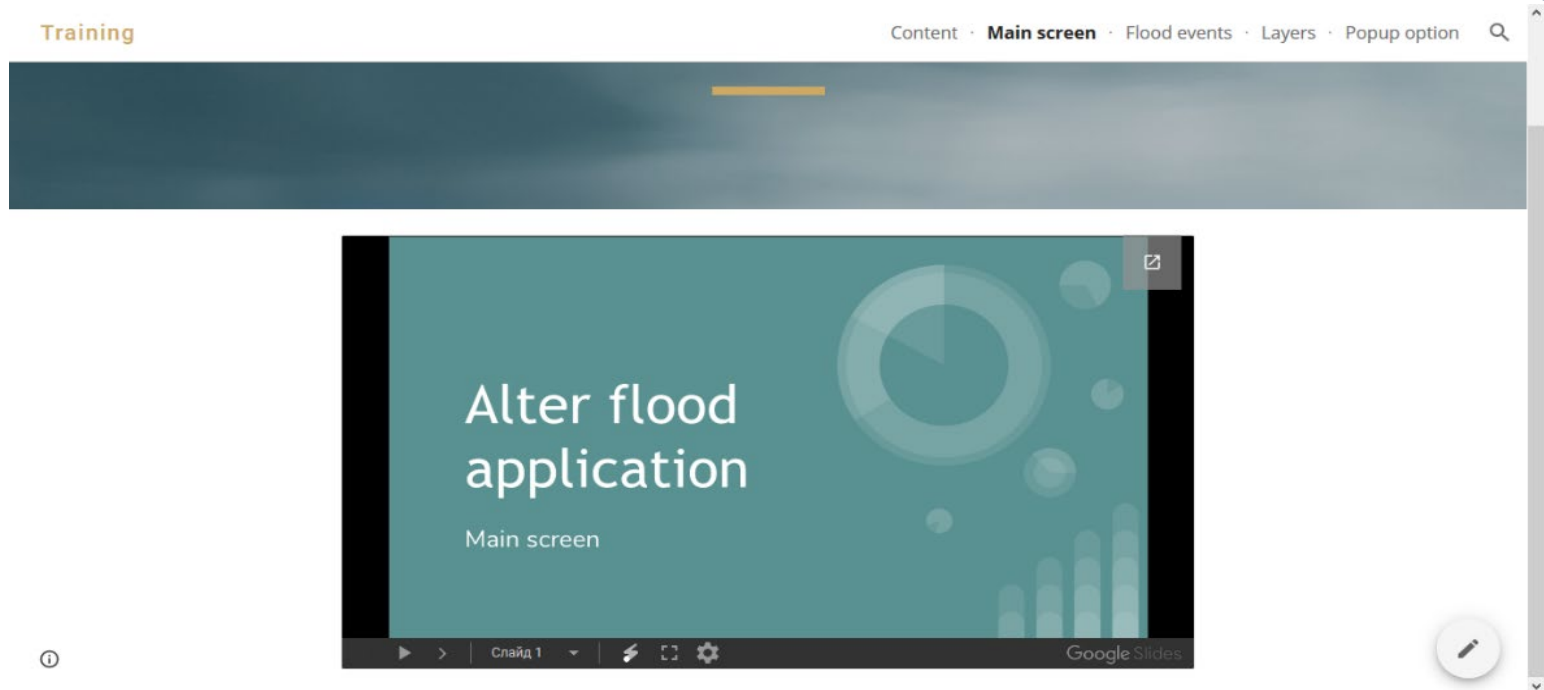 Training
Content · Main screen · Flood events · Layers · Popup option
Alter flood
application
Main screen
Слайд 1
Google Slides